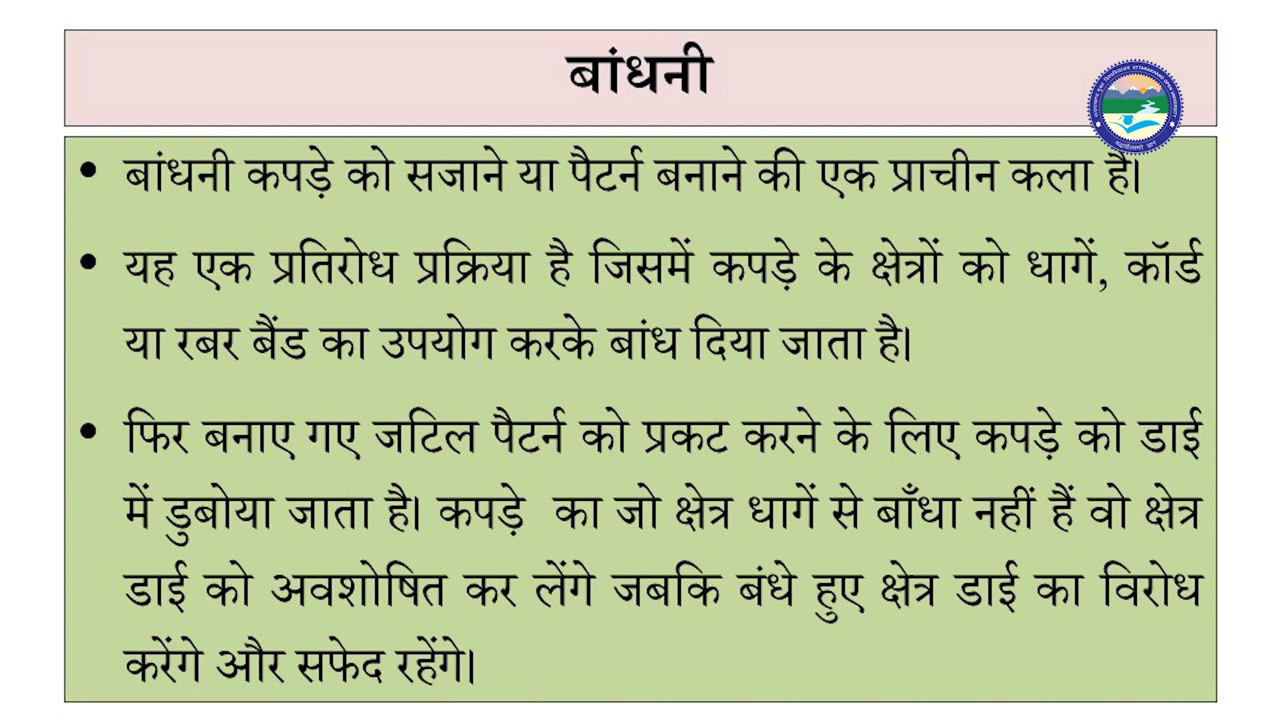 बांधनी
• बांधनी कपड़े को सजाने या पैटर्न बनाने की एक प्राचीन कला है।
• यह एक प्रतिरोध प्रक्रिया है जिसमें कपड़े के क्षेत्रों को धागें, कॉर्ड
या रबर बैंड का उपयोग करके बांध दिया जाता है।
• फिर बनाए गए जटिल पैटर्न को प्रकट करने के लिए कपड़े को डाई
में डुबोया जाता है। कपड़े का जो क्षेत्र धागें से बाँधा नहीं हैं वो क्षेत्र
डाई को अवशोषित कर लेंगे जबकि बंधे हुए क्षेत्र डाई का विरोध
करेंगे और सफेद रहेंगे।